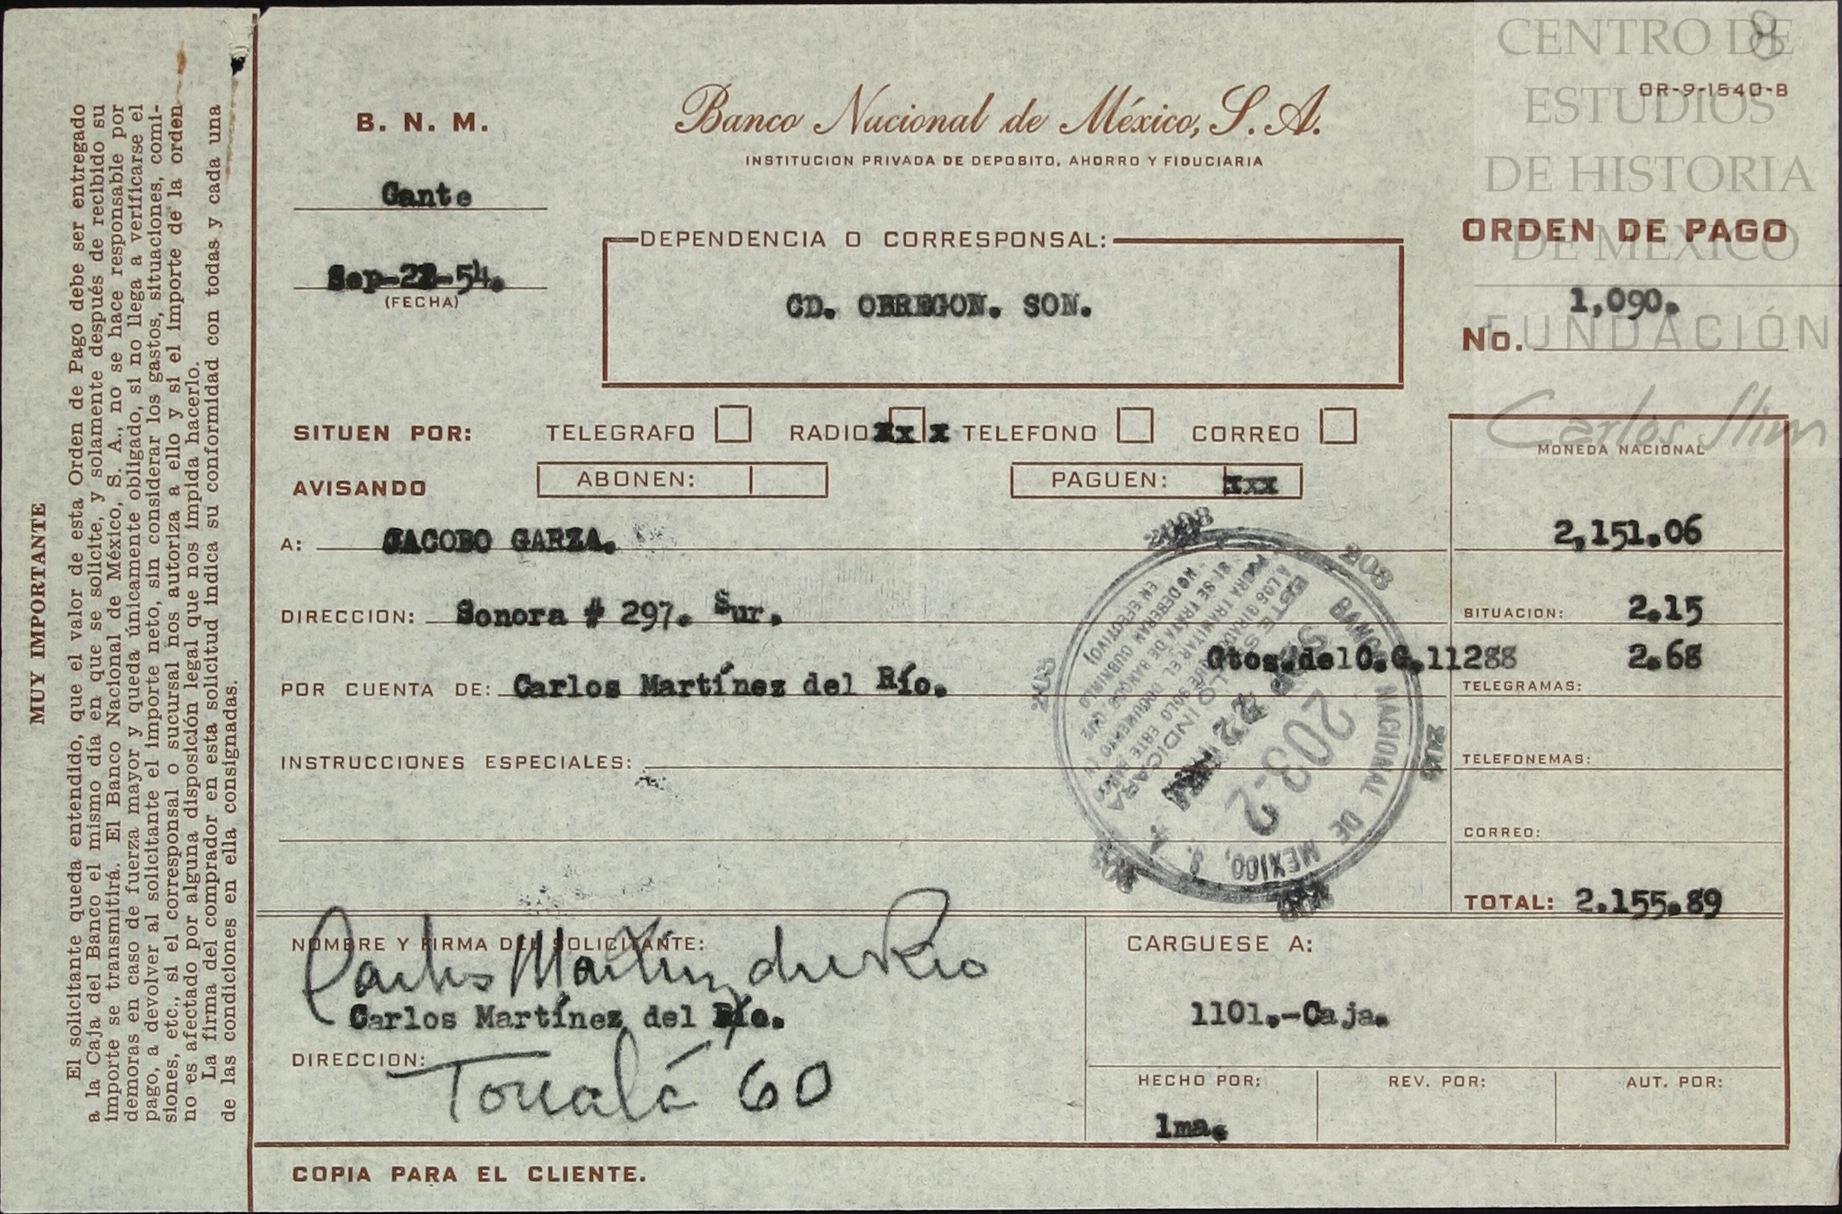 MUY IMPORTANTE
El solicitante queda entendido, que el valor de esta Orden de Pago debe ser entregado
a la Caja del Banco el mismo día en que se solicite, y solamente después de recibido su
importe se transmitirá. El Banco Nacional de México, S. A., no se hace responsable por
demoras en caso de fuerza mayor y queda únicamente obligado, si no llega a verificarse el
pago, a devolver al solicitante el importe neto, sin considerar los gastos, situaciones, comi-
siones, etc., si el corresponsal o sucursal nos autoriza a ello y si el importe de la orden
no es afectado por alguna disposición legal que nos impida hacerlo.
La firma del comprador en esta solicitud indica su conformidad con todas y cada una
de las condiciones en ella consignadas.
CENTRO DE
ESTUDIOS
DE HISTORIA
DE MEXICO
FUNDACIÓN
Carlos Slim
8
OR-9-1540-B
B. N. M.
Banco Nacional de México, S. A.
INSTITUCION PRIVADA DE DEPOSITO, AHORRO Y FIDUCIARIA
Gante
ORDEN DE PAGO
DEPENDENCIA O CORRESPONSAL:
Sep-22-54.
(FECHA)
CD. OBREGON. SON.
1,090.
No.
SITUEN POR: TELEGRAFO RADIO xxx TELEFONO CORREO
MONEDA NACIONAL
AVISANDO ABONEN: PAGUEN: xxx
A: JACOBO GARZA. 2,151.06
DIRECCION: Sonora # 297. Sur. SITUACION: 2.15
Gtos.del O.G.11288 2.68
POR CUENTA DE: Carlos Martínez del Río. TELEGRAMAS:
INSTRUCCIONES ESPECIALES: TELEFONEMAS:
CORREO:
TOTAL: 2.155.89
BANCO NACIONAL DE MEXICO, S. A.
203-2
208
NOMBRE Y FIRMA DEL SOLICITANTE:
Carlos Martínez del Río
Carlos Martínez del Río.
CARGUESE A:
1101.-Caja.
DIRECCION:
Tonalá 60
HECHO POR: REV. POR: AUT. POR:
lma.
COPIA PARA EL CLIENTE.